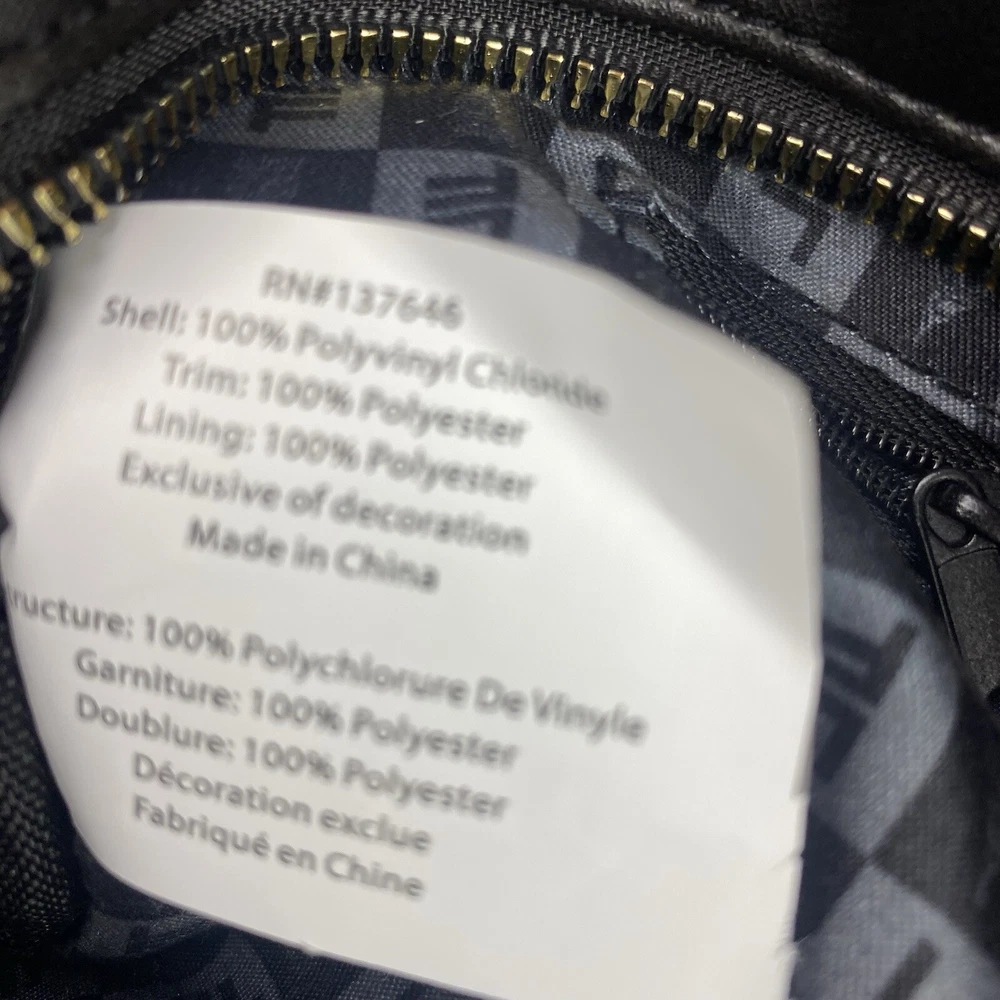 RN#137646
Shell: 100% Polyvinyl Chloride
Trim: 100% Polyester
Lining: 100% Polyester
Exclusive of decoration
Made in China
ructure: 100% Polychlorure De Vinylie
Garniture: 100% Polyester
Doublure: 100% Polyester
Décoration exclue
Fabriqué en Chine